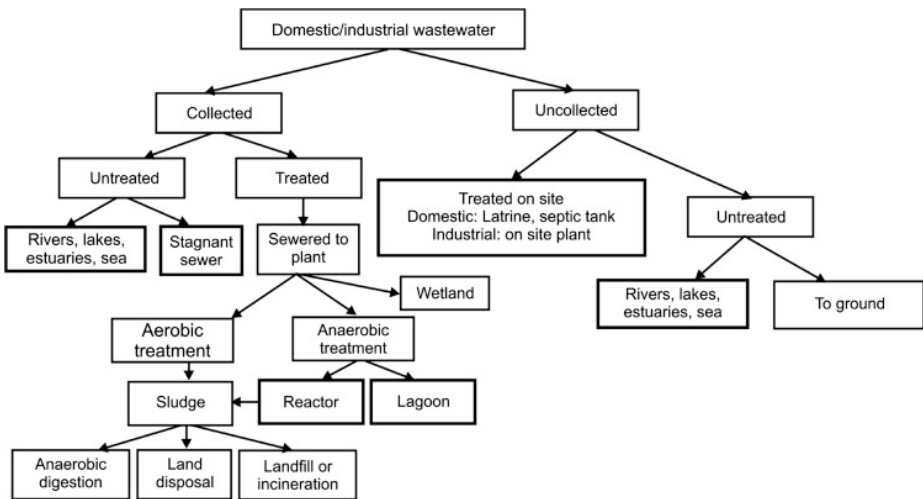 Domestic/industrial wastewater
Collected
Uncollected
Untreated
Treated
Treated on site
Domestic: Latrine, septic tank
Industrial: on site plant
Untreated
Rivers, lakes,
estuaries, sea
Stagnant
sewer
Sewered to
plant
Wetland
Rivers, lakes,
estuaries, sea
To ground
Aerobic
treatment
Anaerobic
treatment
Sludge
Reactor
Lagoon
Anaerobic
digestion
Land
disposal
Landfill or
incineration